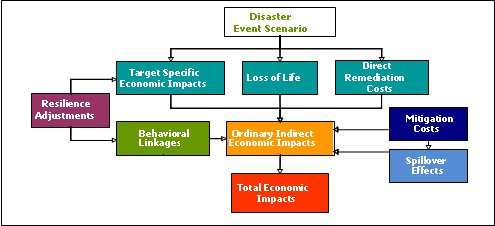 Disaster
Event Scenario
Target Specific
Economic Impacts
Loss of Life
Direct
Remediation
Costs
Resilience
Adjustments
Behavioral
Linkages
Ordinary Indirect
Economic Impacts
Mitigation
Costs
Spillover
Effects
Total Economic
Impacts